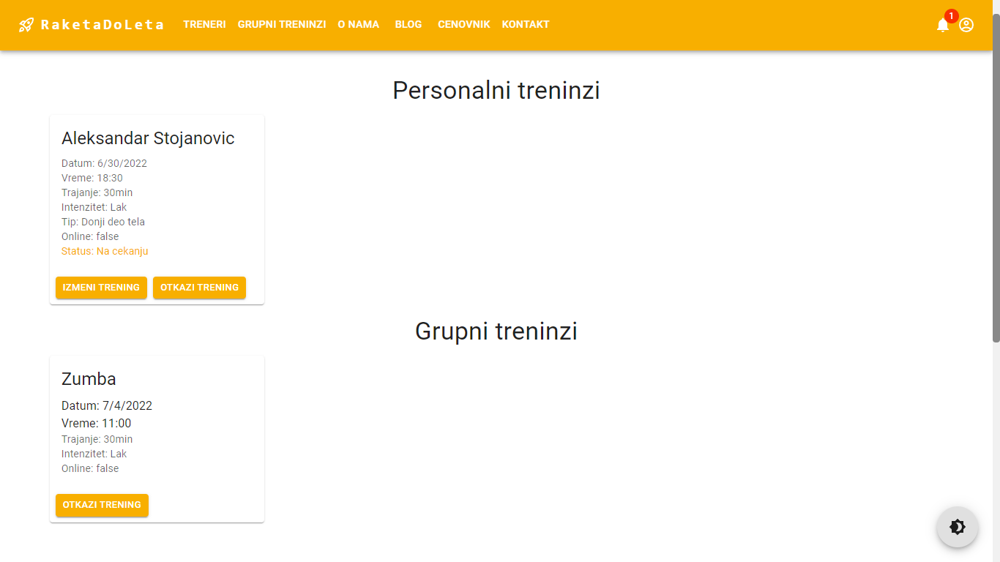 RaketaDoLeta TRENERI GRUPNI TRENINZI O NAMA BLOG CENOVNIK KONTAKT 1
Personalni treninzi
Aleksandar Stojanovic
Datum: 6/30/2022
Vreme: 18:30
Trajanje: 30min
Intenzitet: Lak
Tip: Donji deo tela
Online: false
Status: Na cekanju
IZMENI TRENING OTKAZI TRENING
Grupni treninzi
Zumba
Datum: 7/4/2022
Vreme: 11:00
Trajanje: 30min
Intenzitet: Lak
Online: false
OTKAZI TRENING